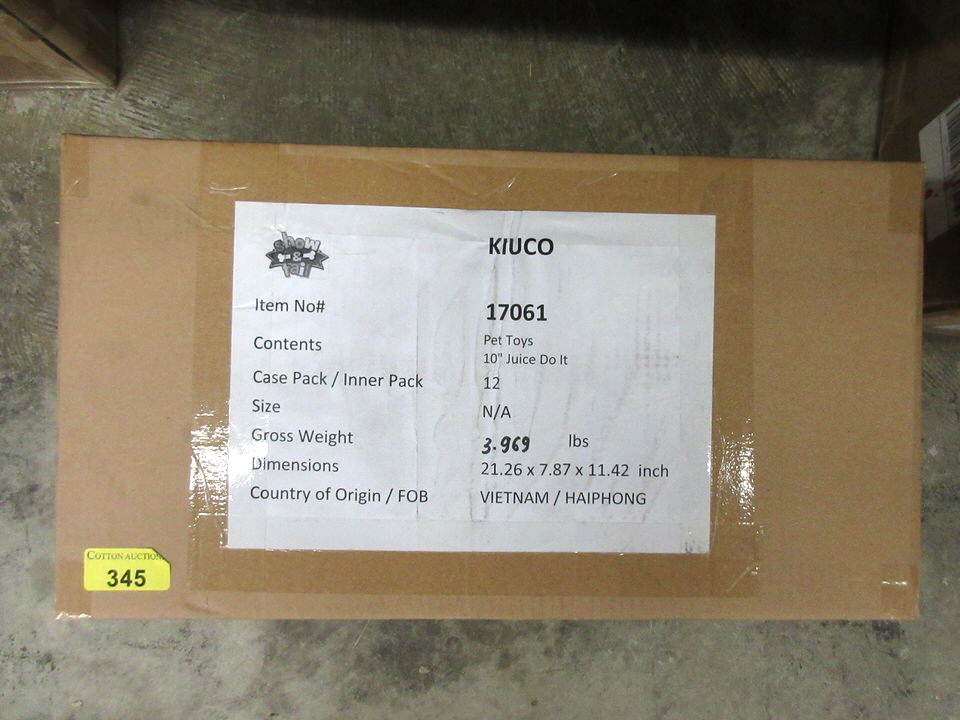 show
&
tail
KIUCO
Item No# 17061
Contents Pet Toys
10" Juice Do It
Case Pack / Inner Pack 12
Size N/A
Gross Weight 3.969 lbs
Dimensions 21.26 x 7.87 x 11.42 inch
Country of Origin / FOB VIETNAM / HAIPHONG
COTTON AUCTION
345